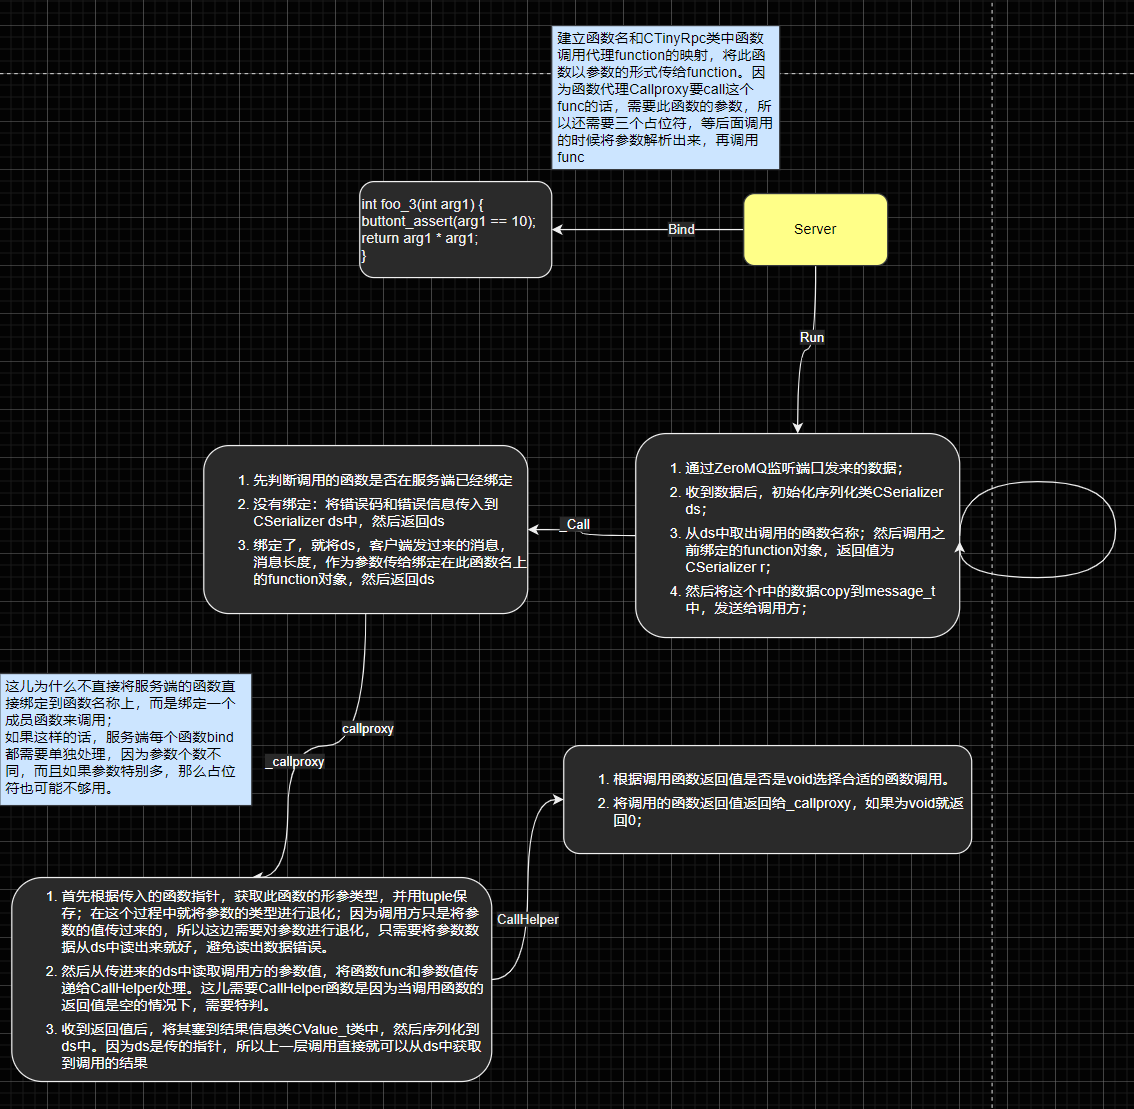 建立函数名和CTinyRpc类中函数
调用代理function的映射，将此函
数以参数的形式传给function。因
为函数代理Callproxy要call这个
func的话，需要此函数的参数，所
以还需要三个占位符，等后面调用
的时候将参数解析出来，再调用
func
int foo_3(int arg1) {
buttont_assert(arg1 == 10);
return arg1 * arg1;
}
Bind
Server
Run
1. 先判断调用的函数是否在服务端已经绑定
2. 没有绑定：将错误码和错误信息传入到
CSerializer ds中，然后返回ds
3. 绑定了，就将ds，客户端发过来的消息，
消息长度，作为参数传给绑定在此函数名上
的function对象，然后返回ds
_Call
1. 通过ZeroMQ监听端口发来的数据；
2. 收到数据后，初始化序列化类CSerializer
ds；
3. 从ds中取出调用的函数名称；然后调用之
前绑定的function对象，返回值为
CSerializer r；
4. 然后将这个r中的数据copy到message_t
中，发送给调用方；
这儿为什么不直接将服务端的函数直
接绑定到函数名称上，而是绑定一个
成员函数来调用；
如果这样的话，服务端每个函数bind
都需要单独处理，因为参数个数不
同，而且如果参数特别多，那么占位
符也可能不够用。
callproxy
_callproxy
1. 根据调用函数返回值是否是void选择合适的函数调用。
2. 将调用的函数返回值返回给_callproxy，如果为void就返
回0；
CallHelper
1. 首先根据传入的函数指针，获取此函数的形参类型，并用tuple保
存；在这个过程中就将参数的类型进行退化；因为调用方只是将参
数的值传过来的，所以这边需要对参数进行退化，只需要将参数数
据从ds中读出来就好，避免读出数据错误。
2. 然后从传进来的ds中读取调用方的参数值，将函数func和参数值传
递给CallHelper处理。这儿需要CallHelper函数是因为当调用函数的
返回值是空的情况下，需要特判。
3. 收到返回值后，将其塞到结果信息类CValue_t类中，然后序列化到
ds中。因为ds是传的指针，所以上一层调用直接就可以从ds中获取
到调用的结果